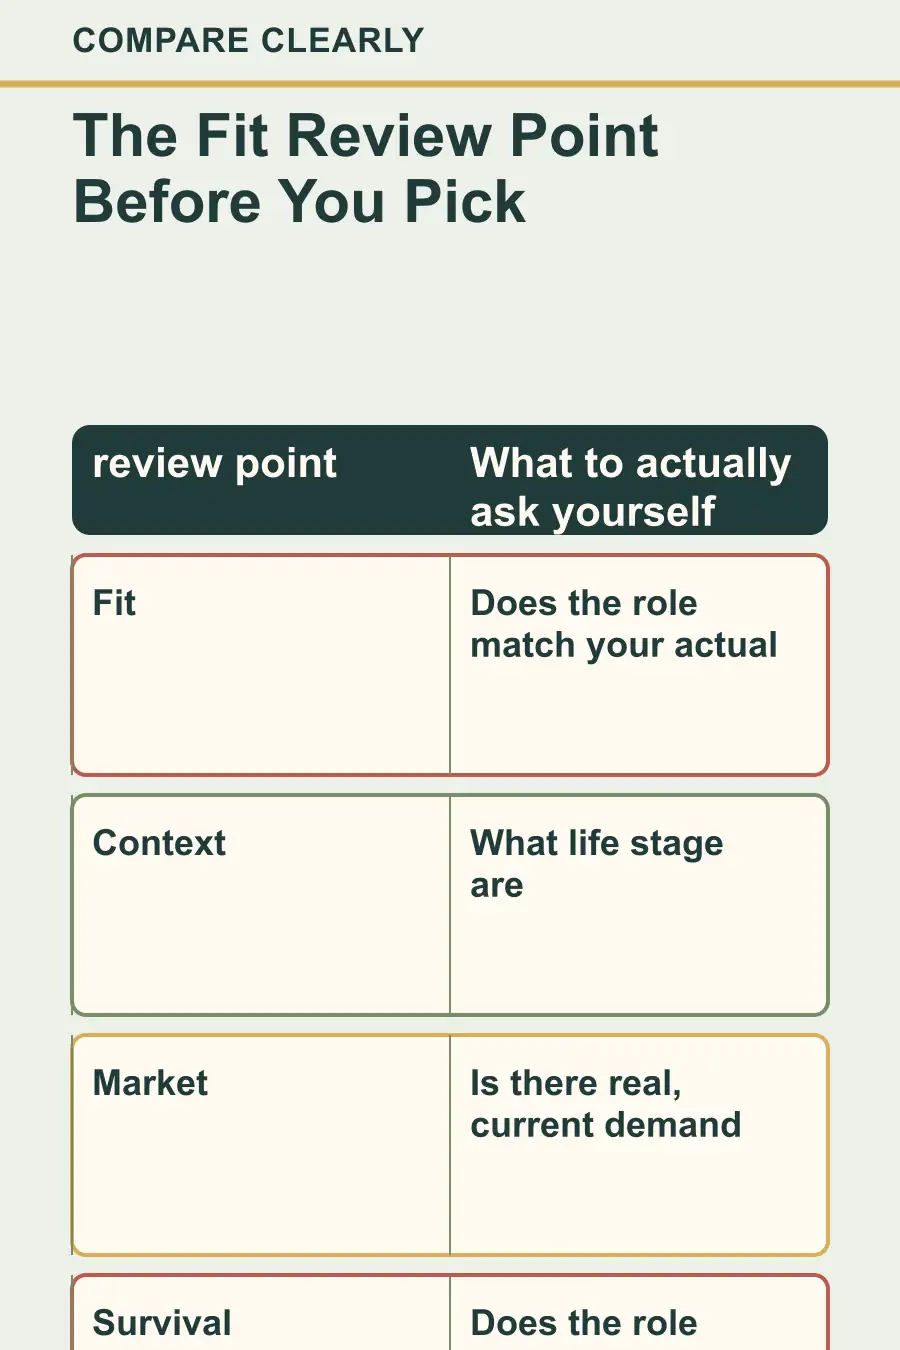 COMPARE CLEARLY
The Fit Review Point
Before You Pick
review point
What to actually
ask yourself
Fit
Does the role
match your actual
Context
What life stage
are
Market
Is there real,
current demand
Survival
Does the role